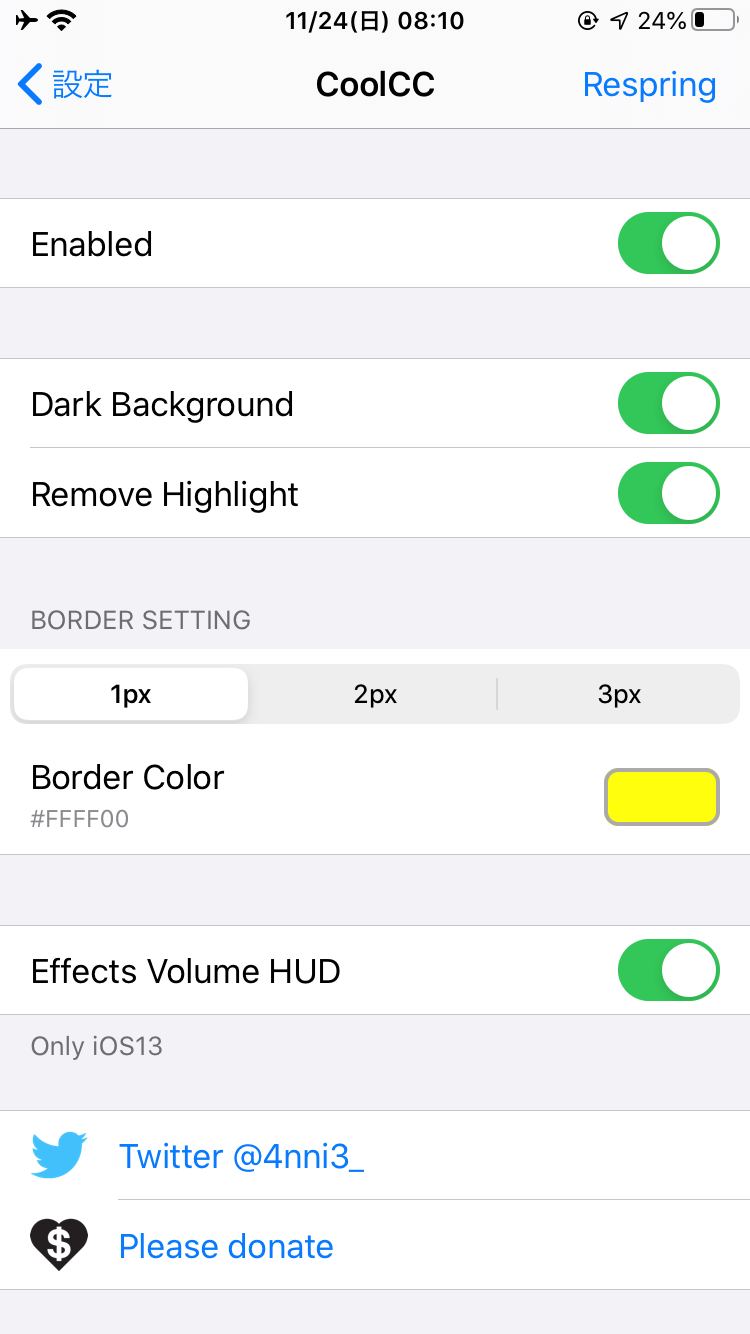 11/24(日) 08:10 24%
設定 CoolCC Respring
Enabled
Dark Background
Remove Highlight
BORDER SETTING
1px 2px 3px
Border Color
#FFFF00
Effects Volume HUD
Only iOS13
Twitter @4nni3_
$ Please donate